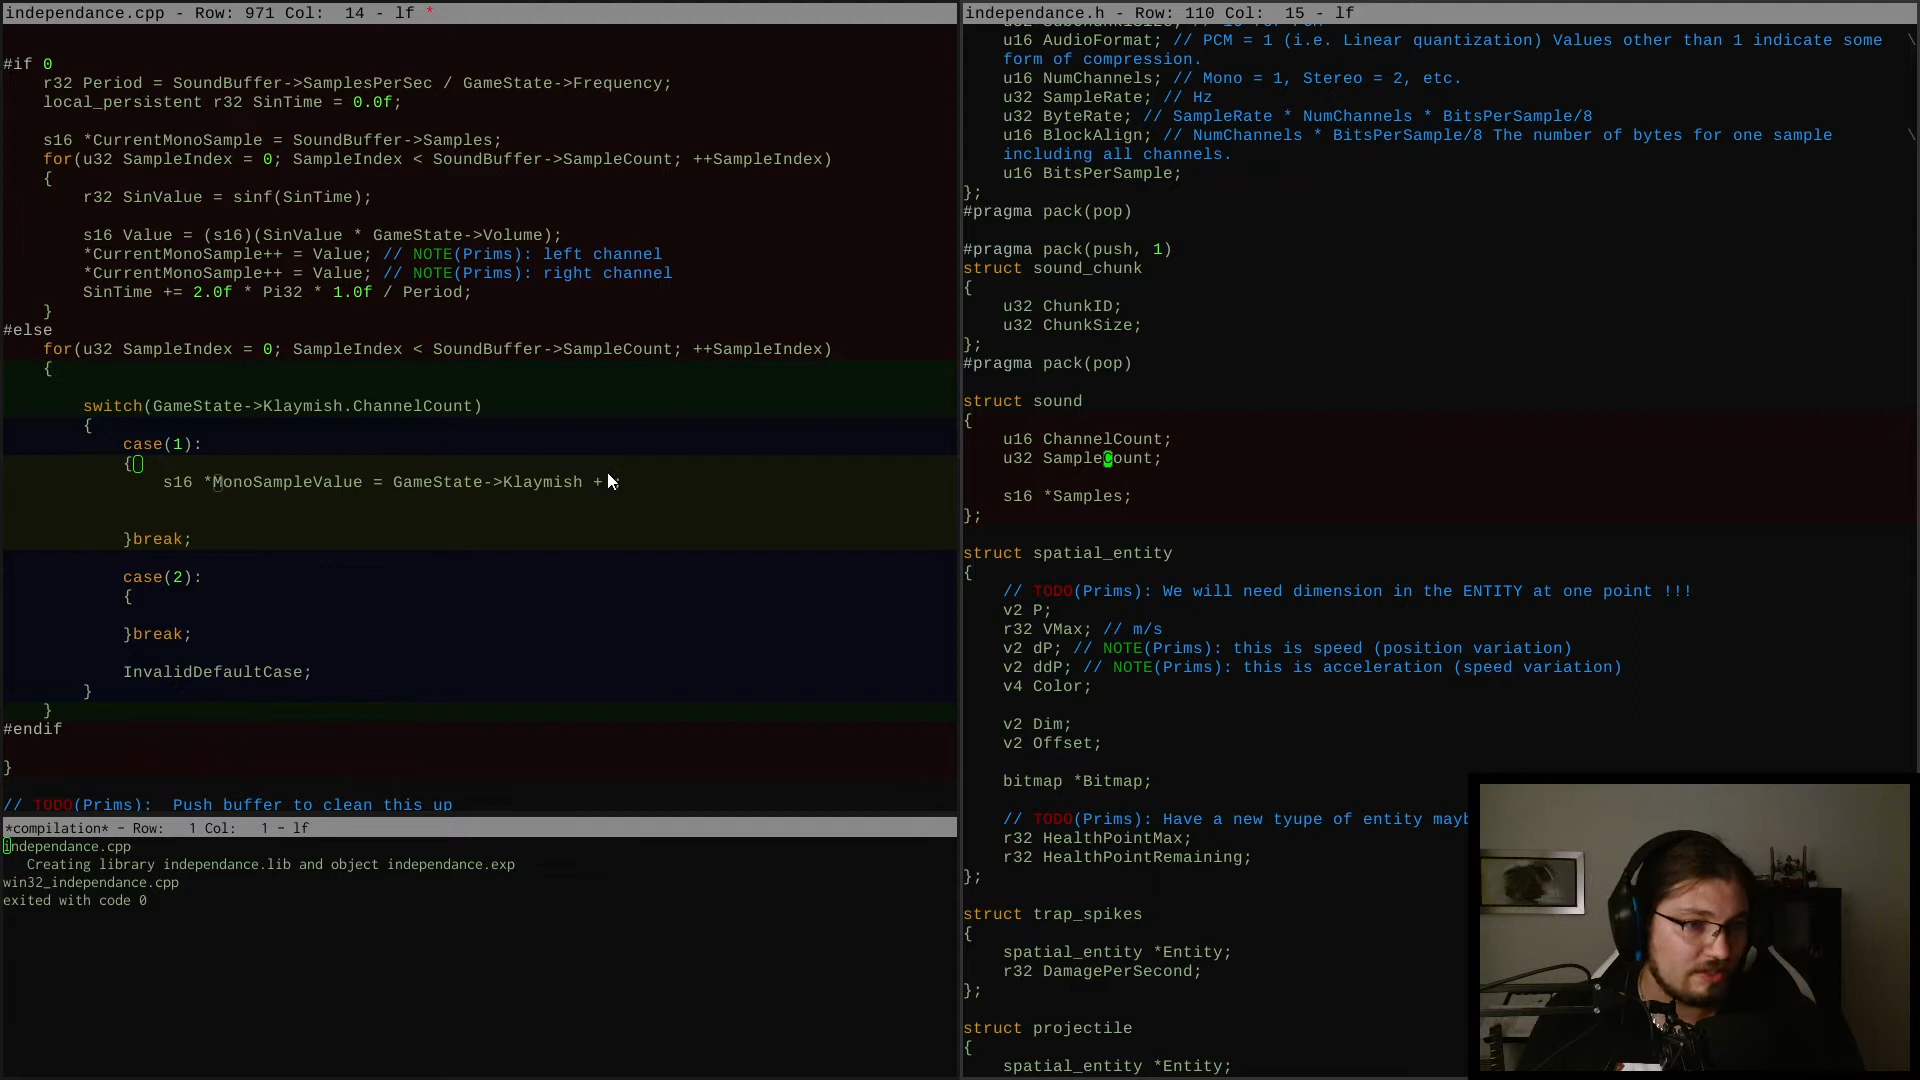 independance.cpp - Row: 971 Col:  14 - lf *
#if 0
r32 Period = SoundBuffer->SamplesPerSec / GameState->Frequency;
local_persistent r32 SinTime = 0.0f;
s16 *CurrentMonoSample = SoundBuffer->Samples;
for(u32 SampleIndex = 0; SampleIndex < SoundBuffer->SampleCount; ++SampleIndex)
{
r32 SinValue = sinf(SinTime);
s16 Value = (s16)(SinValue * GameState->Volume);
*CurrentMonoSample++ = Value; // NOTE(Prims): left channel
*CurrentMonoSample++ = Value; // NOTE(Prims): right channel
SinTime += 2.0f * Pi32 * 1.0f / Period;
}
#else
for(u32 SampleIndex = 0; SampleIndex < SoundBuffer->SampleCount; ++SampleIndex)
{
switch(GameState->Klaymish.ChannelCount)
{
case(1):
{
s16 *MonoSampleValue = GameState->Klaymish +
}break;
case(2):
{
}break;
InvalidDefaultCase;
}
}
#endif
}
// TODO(Prims):  Push buffer to clean this up
*compilation* - Row:   1 Col:   1 - lf
independance.cpp
Creating library independance.lib and object independance.exp
win32_independance.cpp
exited with code 0
independance.h - Row: 110 Col:  15 - lf
u16 AudioFormat; // PCM = 1 (i.e. Linear quantization) Values other than 1 indicate some \
form of compression.
u16 NumChannels; // Mono = 1, Stereo = 2, etc.
u32 SampleRate; // Hz
u32 ByteRate; // SampleRate * NumChannels * BitsPerSample/8
u16 BlockAlign; // NumChannels * BitsPerSample/8 The number of bytes for one sample \
including all channels.
u16 BitsPerSample;
};
#pragma pack(pop)
#pragma pack(push, 1)
struct sound_chunk
{
u32 ChunkID;
u32 ChunkSize;
};
#pragma pack(pop)
struct sound
{
u16 ChannelCount;
u32 SampleCount;
s16 *Samples;
};
struct spatial_entity
{
// TODO(Prims): We will need dimension in the ENTITY at one point !!!
v2 P;
r32 VMax; // m/s
v2 dP; // NOTE(Prims): this is speed (position variation)
v2 ddP; // NOTE(Prims): this is acceleration (speed variation)
v4 Color;
v2 Dim;
v2 Offset;
bitmap *Bitmap;
// TODO(Prims): Have a new tyupe of entity mayb
r32 HealthPointMax;
r32 HealthPointRemaining;
};
struct trap_spikes
{
spatial_entity *Entity;
r32 DamagePerSecond;
};
struct projectile
{
spatial_entity *Entity;